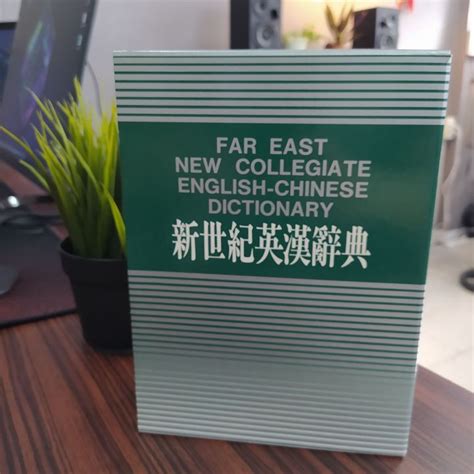 FAR EAST
NEW COLLEGIATE
ENGLISH-CHINESE
DICTIONARY
新世紀英漢辭典